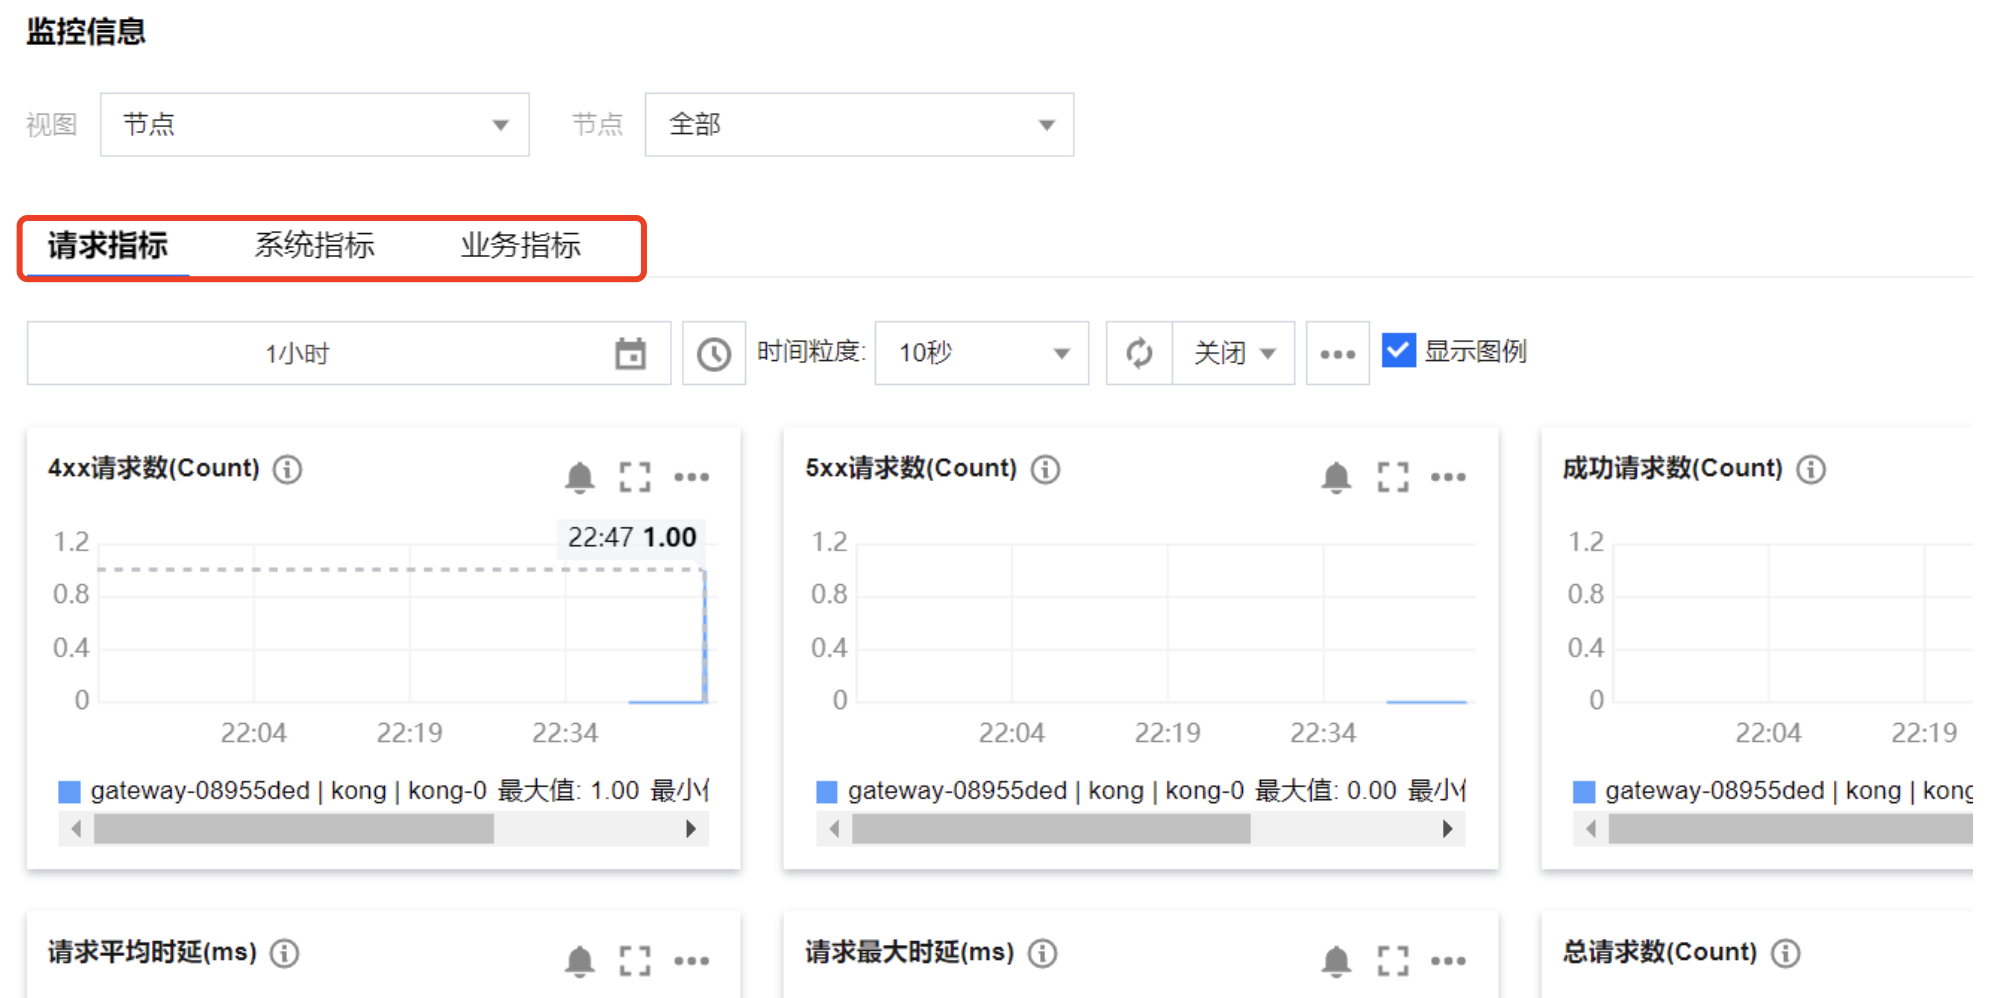 监控信息
视图 节点 节点 全部
请求指标 系统指标 业务指标
1小时 时间粒度: 10秒 关闭 显示图例
4xx请求数(Count)
22:47 1.00
1.2
0.8
0.4
0
22:04 22:19 22:34
gateway-08955ded | kong | kong-0 最大值: 1.00 最小
5xx请求数(Count)
1.2
0.8
0.4
0
22:04 22:19 22:34
gateway-08955ded | kong | kong-0 最大值: 0.00 最小
成功请求数(Count)
1.2
0.8
0.4
0
22:04 22:19
gateway-08955ded | kong | kong
请求平均时延(ms)
请求最大时延(ms)
总请求数(Count)